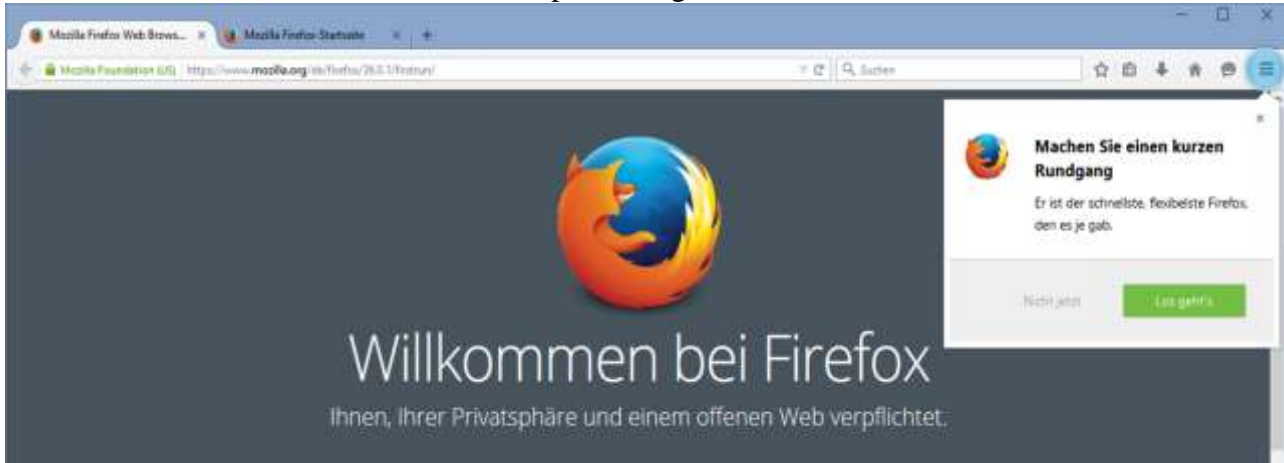 Mozilla Firefox Web Brows...
Mozilla Firefox-Startseite
Mozilla Foundation (US)
https://www.mozilla.org/de/firefox/
Suchen
Machen Sie einen kurzen
Rundgang
Er ist der schnellste, flexibelste Firefox,
den es je gab.
Nicht jetzt
Los geht's
Willkommen bei Firefox
Ihnen, Ihrer Privatsphäre und einem offenen Web verpflichtet.